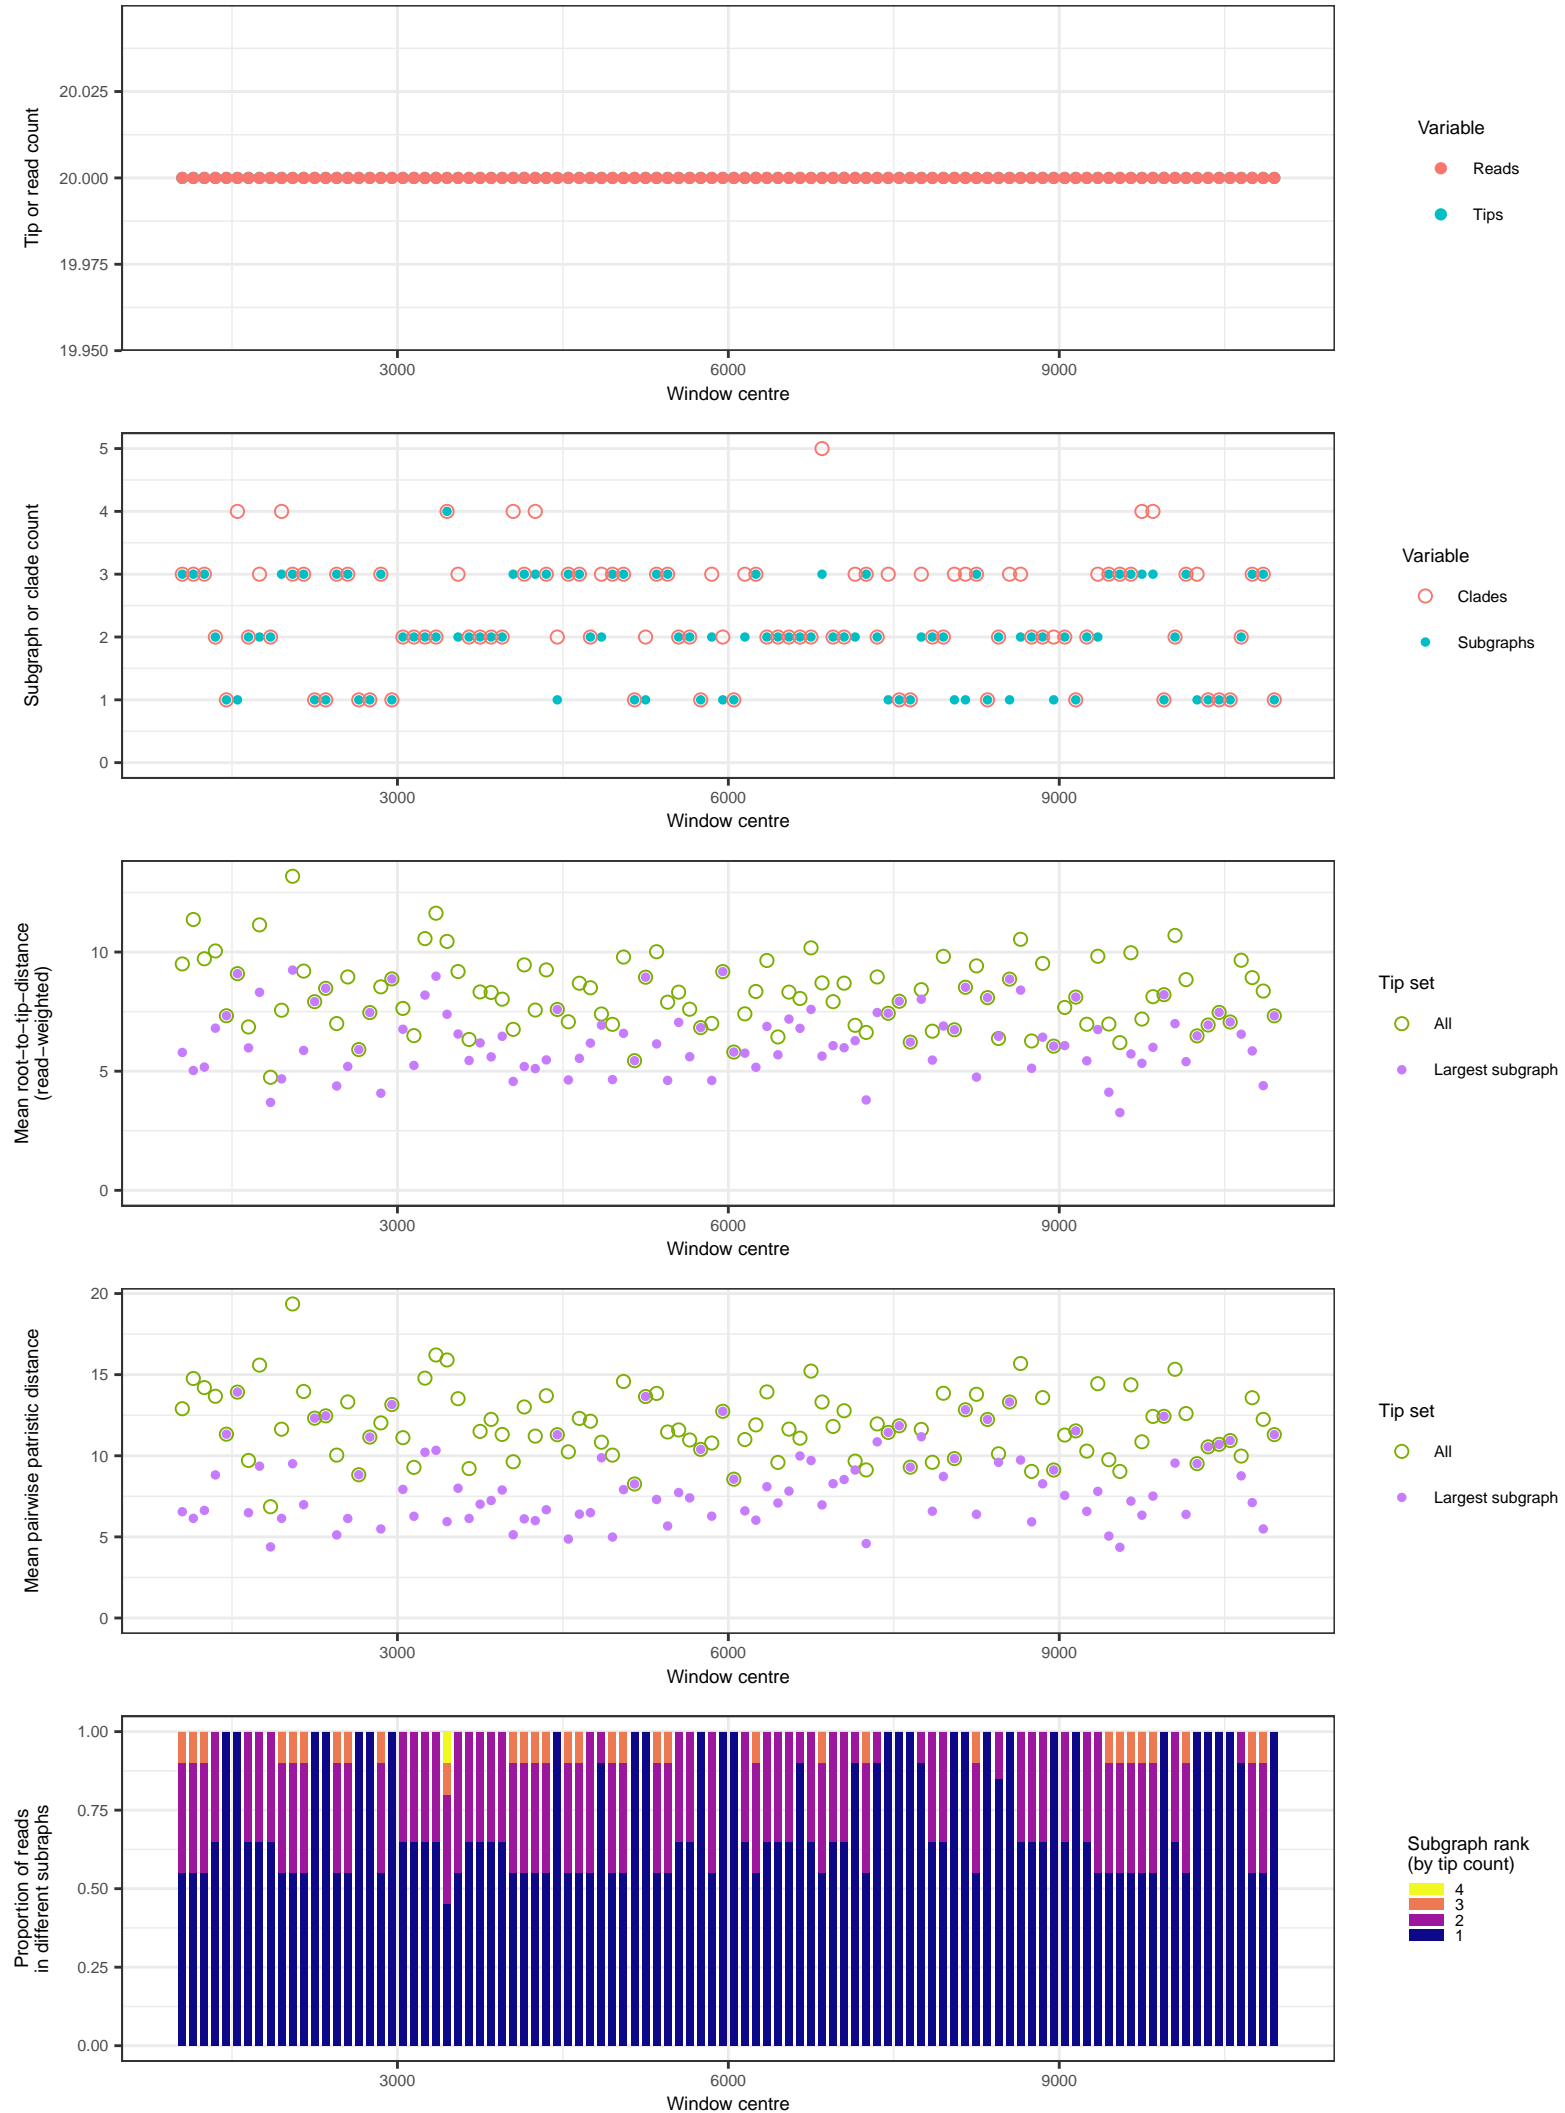 20.025
20.000
19.975
19.950
Tip or read count
3000 6000 9000
Window centre
Variable
Reads
Tips
5
4
3
2
1
0
Subgraph or clade count
3000 6000 9000
Window centre
Variable
Clades
Subgraphs
10
5
0
Mean root−to−tip−distance
(read−weighted)
3000 6000 9000
Window centre
Tip set
All
Largest subgraph
20
15
10
5
0
Mean pairwise patristic distance
3000 6000 9000
Window centre
Tip set
All
Largest subgraph
1.00
0.75
0.50
0.25
0.00
Proportion of reads
in different subraphs
3000 6000 9000
Window centre
Subgraph rank
(by tip count)
4
3
2
1